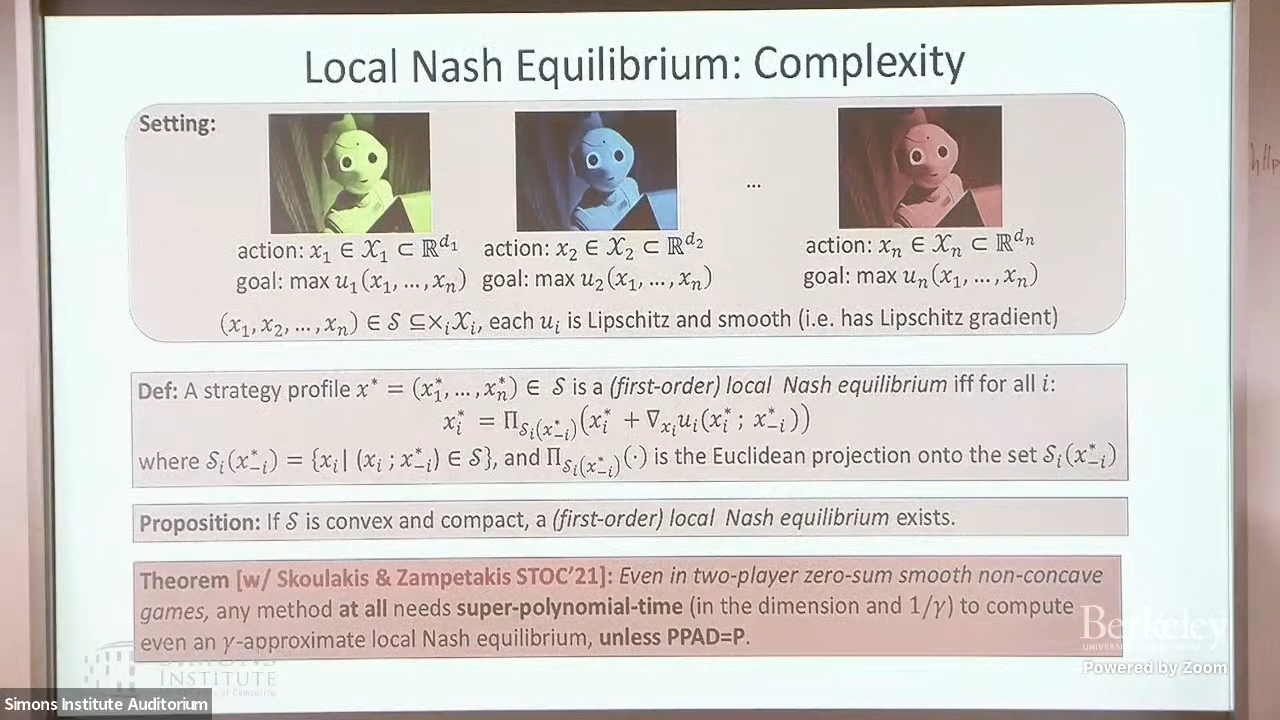 Local Nash Equilibrium: Complexity
Setting:
...
action: x₁ ∈ 𝒳₁ ⊂ ℝ^{d₁} action: x₂ ∈ 𝒳₂ ⊂ ℝ^{d₂} action: xₙ ∈ 𝒳ₙ ⊂ ℝ^{dₙ}
goal: max u₁(x₁, ..., xₙ) goal: max u₂(x₁, ..., xₙ) goal: max uₙ(x₁, ..., xₙ)
(x₁, x₂, ..., xₙ) ∈ 𝒮 ⊆×ᵢ𝒳ᵢ, each uᵢ is Lipschitz and smooth (i.e. has Lipschitz gradient)
Def: A strategy profile x* = (x₁*, ..., xₙ*) ∈ 𝒮 is a (first-order) local Nash equilibrium iff for all i:
xᵢ* = Π_{𝒮ᵢ(x₋ᵢ*)}(xᵢ* + ∇_{xᵢ}uᵢ(xᵢ* ; x₋ᵢ*))
where 𝒮ᵢ(x₋ᵢ*) = {xᵢ| (xᵢ ; x₋ᵢ*) ∈ 𝒮}, and Π_{𝒮ᵢ(x₋ᵢ*)}(·) is the Euclidean projection onto the set 𝒮ᵢ(x₋ᵢ*)
Proposition: If 𝒮 is convex and compact, a (first-order) local Nash equilibrium exists.
Theorem [w/ Skoulakis & Zampetakis STOC'21]: Even in two-player zero-sum smooth non-concave
games, any method at all needs super-polynomial-time (in the dimension and 1/γ) to compute
even an γ-approximate local Nash equilibrium, unless PPAD=P.
Berkeley
Powered by Zoom
SIMONS
INSTITUTE
Simons Institute Auditorium